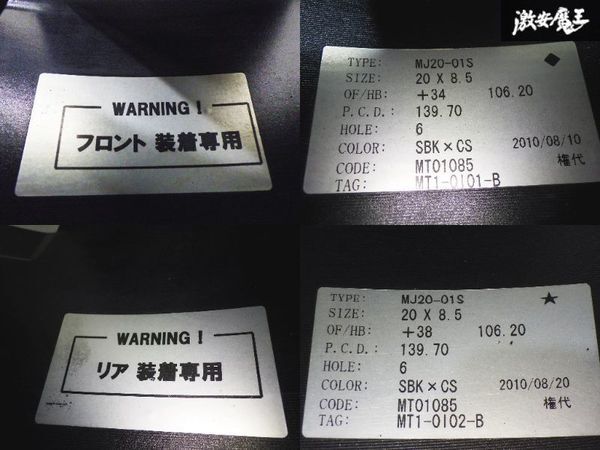 激安魔王
WARNING！
フロント 装着専用
TYPE: MJ20-01S ◆
SIZE: 20 X 8.5
OF/HB: +34 106.20
P.C.D.: 139.70
HOLE: 6
COLOR: SBK×CS 2010/08/10
CODE: MT01085 権代
TAG: MT1-0I01-B
WARNING！
リア 装着専用
TYPE: MJ20-01S ★
SIZE: 20 X 8.5
OF/HB: +38 106.20
P.C.D.: 139.70
HOLE: 6
COLOR: SBK×CS 2010/08/20
CODE: MT01085 権代
TAG: MT1-0I02-B